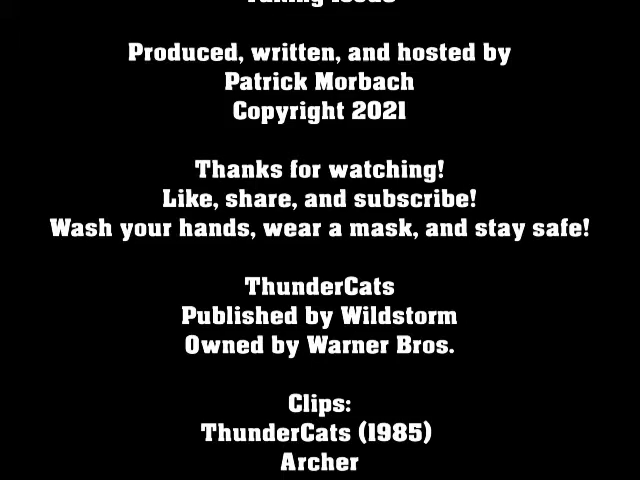 Produced, written, and hosted by
Patrick Morbach
Copyright 2021
Thanks for watching!
Like, share, and subscribe!
Wash your hands, wear a mask, and stay safe!
ThunderCats
Published by Wildstorm
Owned by Warner Bros.
Clips:
ThunderCats (1985)
Archer